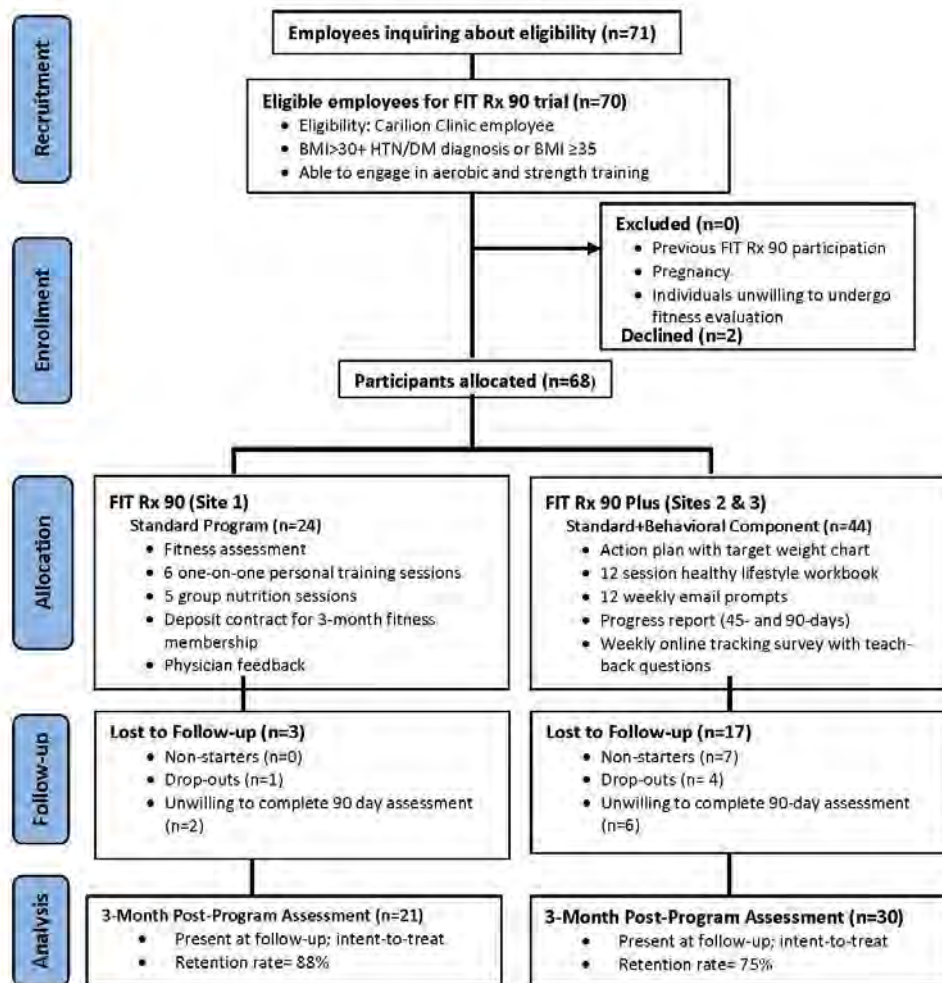 Recruitment
Employees inquiring about eligibility (n=71)
Eligible employees for FIT Rx 90 trial (n=70)
• Eligibility: Carilion Clinic employee
• BMI>30+ HTN/DM diagnosis or BMI ≥35
• Able to engage in aerobic and strength training
Enrollment
Excluded (n=0)
• Previous FIT Rx 90 participation
• Pregnancy
• Individuals unwilling to undergo
fitness evaluation
Declined (n=2)
Participants allocated (n=68)
Allocation
FIT Rx 90 (Site 1)
Standard Program (n=24)
• Fitness assessment
• 6 one-on-one personal training sessions
• 5 group nutrition sessions
• Deposit contract for 3-month fitness
membership
• Physician feedback
FIT Rx 90 Plus (Sites 2 & 3)
Standard+Behavioral Component (n=44)
• Action plan with target weight chart
• 12 session healthy lifestyle workbook
• 12 weekly email prompts
• Progress report (45- and 90-days)
• Weekly online tracking survey with teach-
back questions
Follow-up
Lost to Follow-up (n=3)
• Non-starters (n=0)
• Drop-outs (n=1)
• Unwilling to complete 90 day assessment
(n=2)
Lost to Follow-up (n=17)
• Non-starters (n=7)
• Drop-outs (n= 4)
• Unwilling to complete 90-day assessment
(n=6)
Analysis
3-Month Post-Program Assessment (n=21)
• Present at follow-up; intent-to-treat
• Retention rate= 88%
3-Month Post-Program Assessment (n=30)
• Present at follow-up; intent-to-treat
• Retention rate= 75%